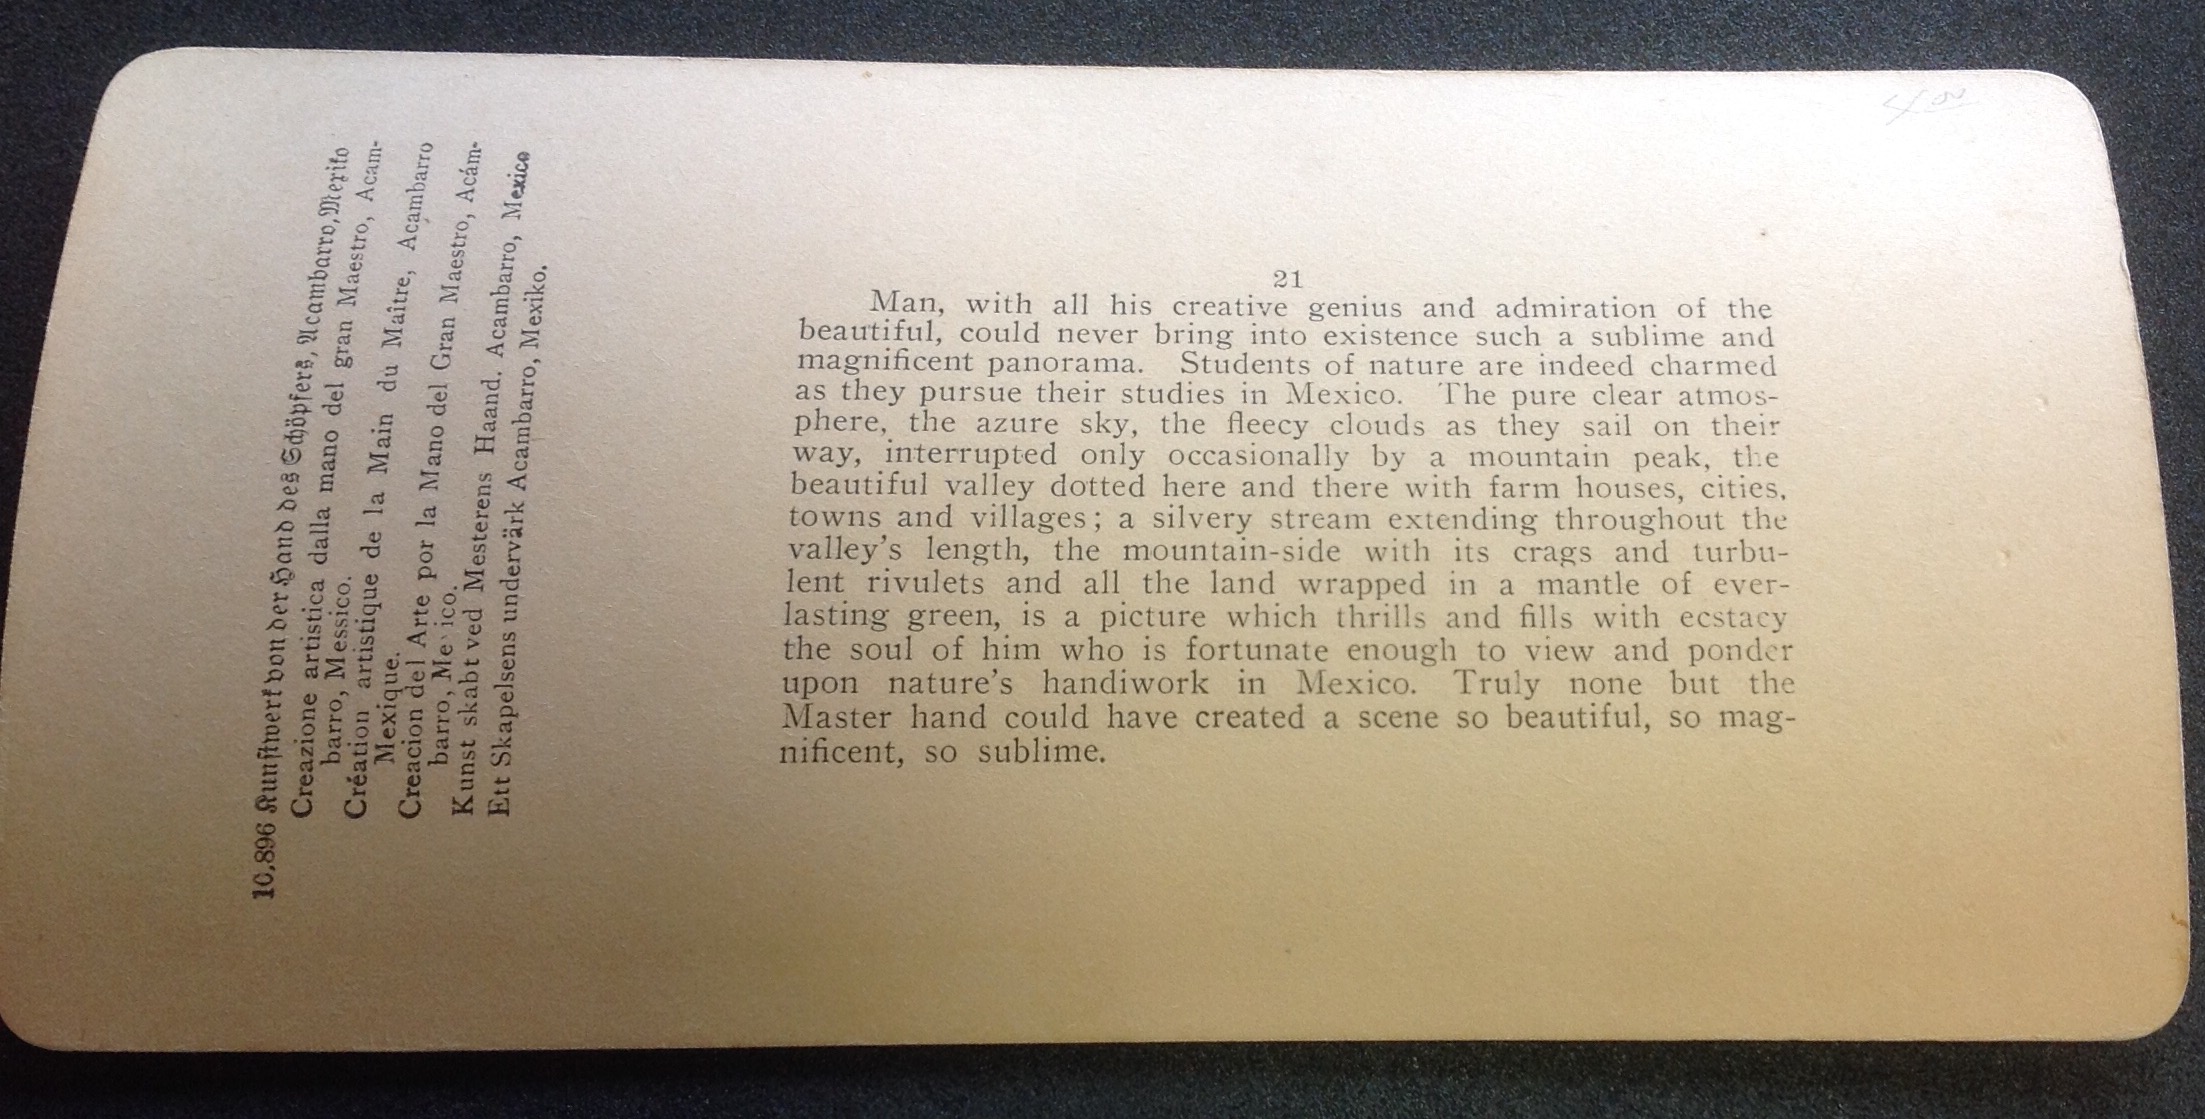 10,896 Kunstwerk von der Hand des Schöpfers, Acambarro, Mexiko
Creazione artistica dalla mano del gran Maestro, Acam-
barro, Messico.
Création artistique de la Main du Maître, Açambarro
Mexique.
Creacion del Arte por la Mano del Gran Maestro, Acám-
barro, Me ico.
Kunst skabt ved Mesterens Haand. Acambarro, Mexico
Ett Skapelsens underværk Acambarro, Mexiko.
21
Man, with all his creative genius and admiration of the
beautiful, could never bring into existence such a sublime and
magnificent panorama. Students of nature are indeed charmed
as they pursue their studies in Mexico. The pure clear atmos-
phere, the azure sky, the fleecy clouds as they sail on their
way, interrupted only occasionally by a mountain peak, the
beautiful valley dotted here and there with farm houses, cities,
towns and villages; a silvery stream extending throughout the
valley's length, the mountain-side with its crags and turbu-
lent rivulets and all the land wrapped in a mantle of ever-
lasting green, is a picture which thrills and fills with ecstacy
the soul of him who is fortunate enough to view and ponder
upon nature's handiwork in Mexico. Truly none but the
Master hand could have created a scene so beautiful, so mag-
nificent, so sublime.